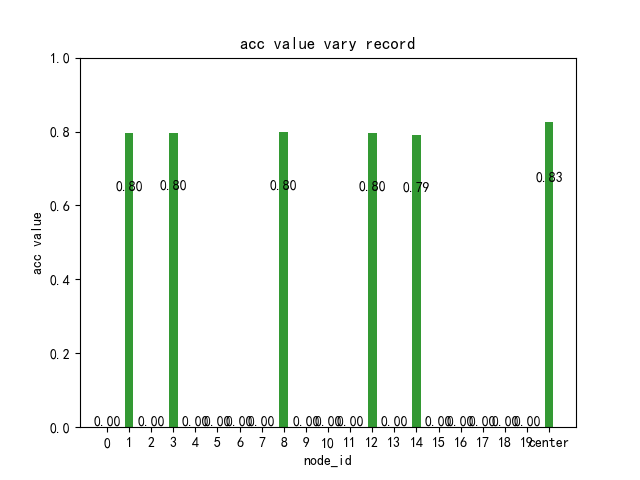 acc value vary record
1.0
0.8
0.6
0.4
0.2
0.0
acc value
0.80 0.80 0.80 0.80 0.79 0.83
0.00 0.00 0.00 0.00 0.00 0.00 0.00 0.00 0.00 0.00 0.00 0.00 0.00 0.00 0.00
0 1 2 3 4 5 6 7 8 9 10 11 12 13 14 15 16 17 18 19 center
node_id